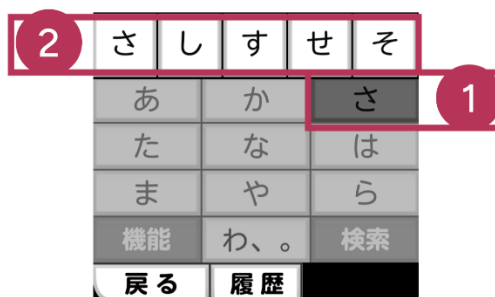 2 さ し す せ そ
あ か さ 1
た な は
ま や ら
機能 わ、。 検索
戻る 履歴